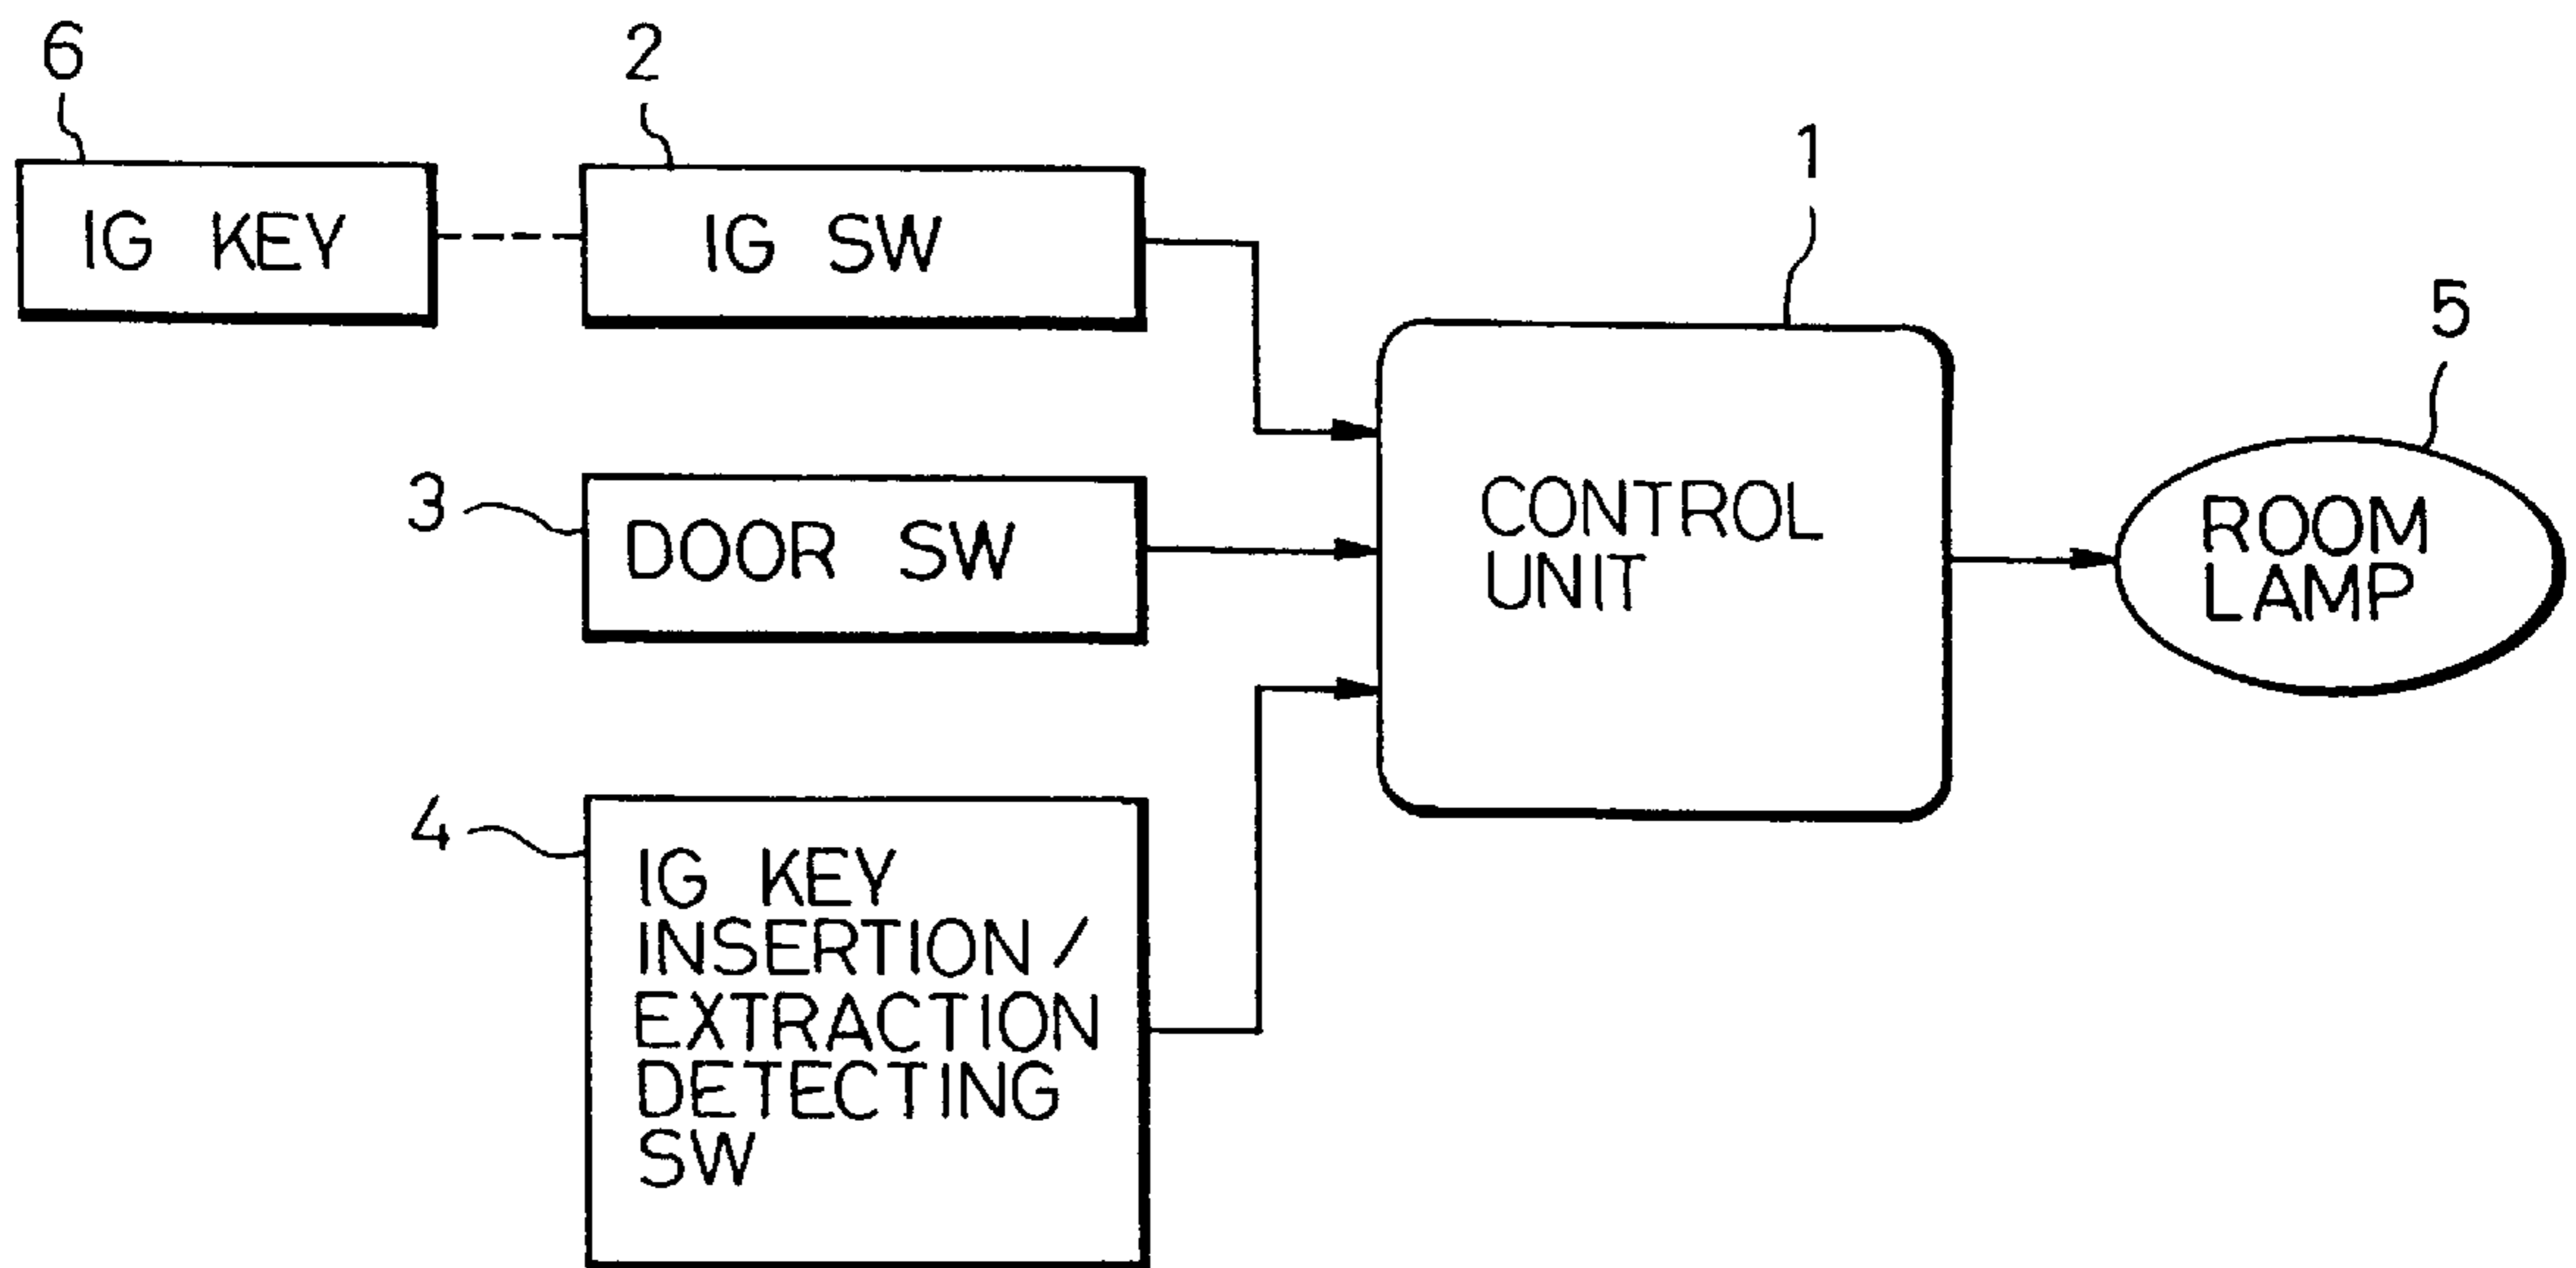 6
2
1
5
IG KEY
IG SW
3
DOOR SW
CONTROL
UNIT
ROOM
LAMP
4
IG KEY
INSERTION/
EXTRACTION
DETECTING
SW